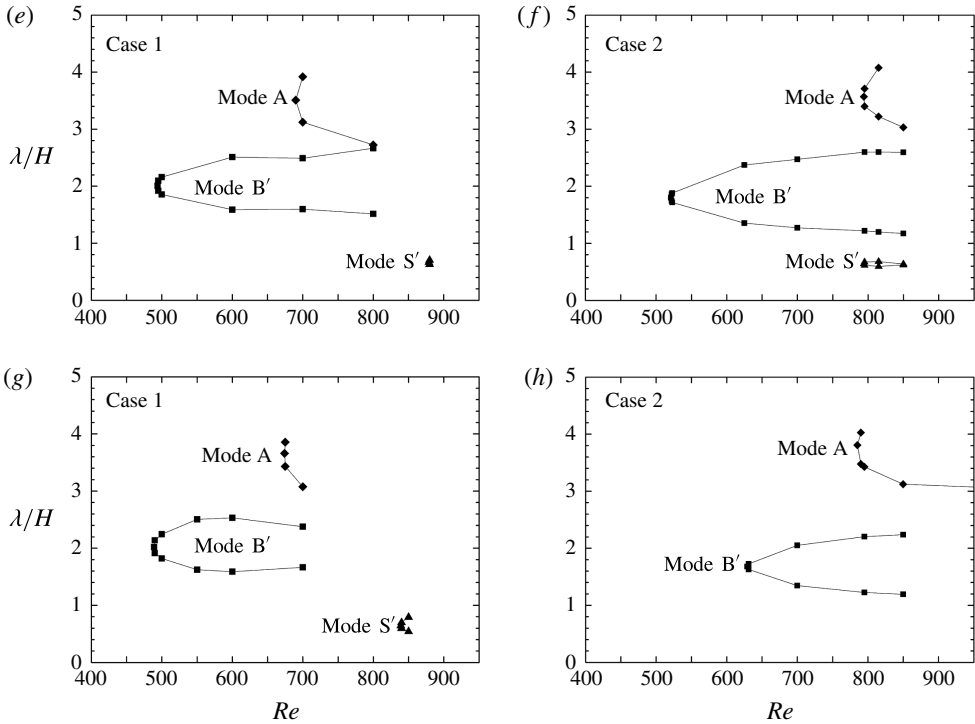 (e)
5
4
3
2
1
0
λ/H
Case 1
Mode A
Mode B′
Mode S′
400 500 600 700 800 900
(f)
5
4
3
2
1
0
Case 2
Mode A
Mode B′
Mode S′
400 500 600 700 800 900
(g)
5
4
3
2
1
0
λ/H
Case 1
Mode A
Mode B′
Mode S′
400 500 600 700 800 900
Re
(h)
5
4
3
2
1
0
Case 2
Mode A
Mode B′
400 500 600 700 800 900
Re